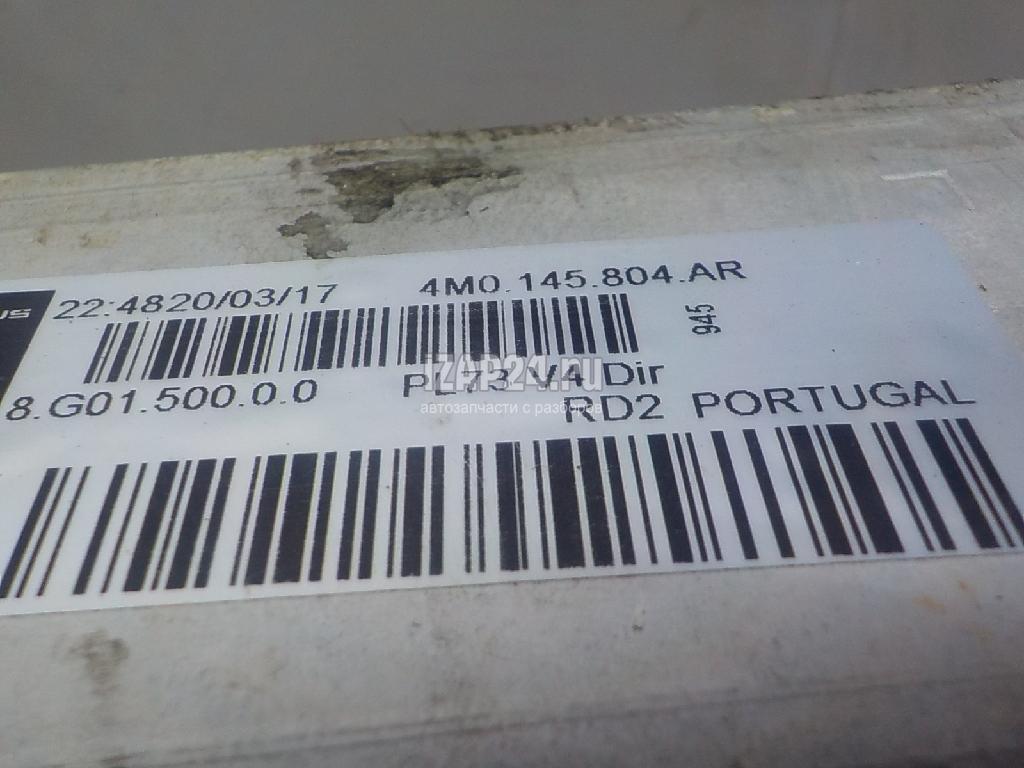 22:4820/03/17 4M0.145.804.AR
945
8.G01.500.0.0 PL73 V4 Dir
RD2 PORTUGAL
iZAP24.ru
автозапчасти с разборов